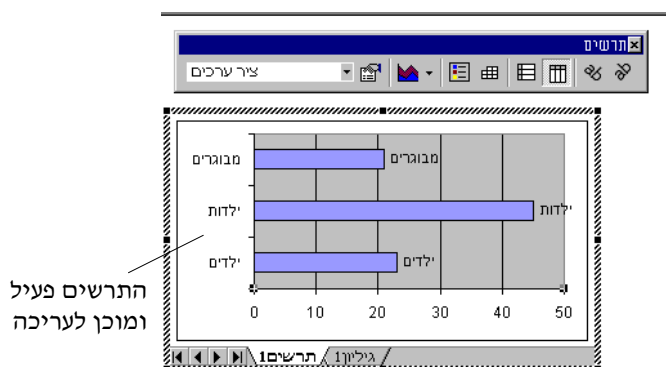 תרשים
ציר ערכים
מבוגרים
מבוגרים
ילדות
ילדות
ילדים
ילדים
0 10 20 30 40 50
התרשים פעיל
ומוכן לעריכה
תרשים1
גיליון1